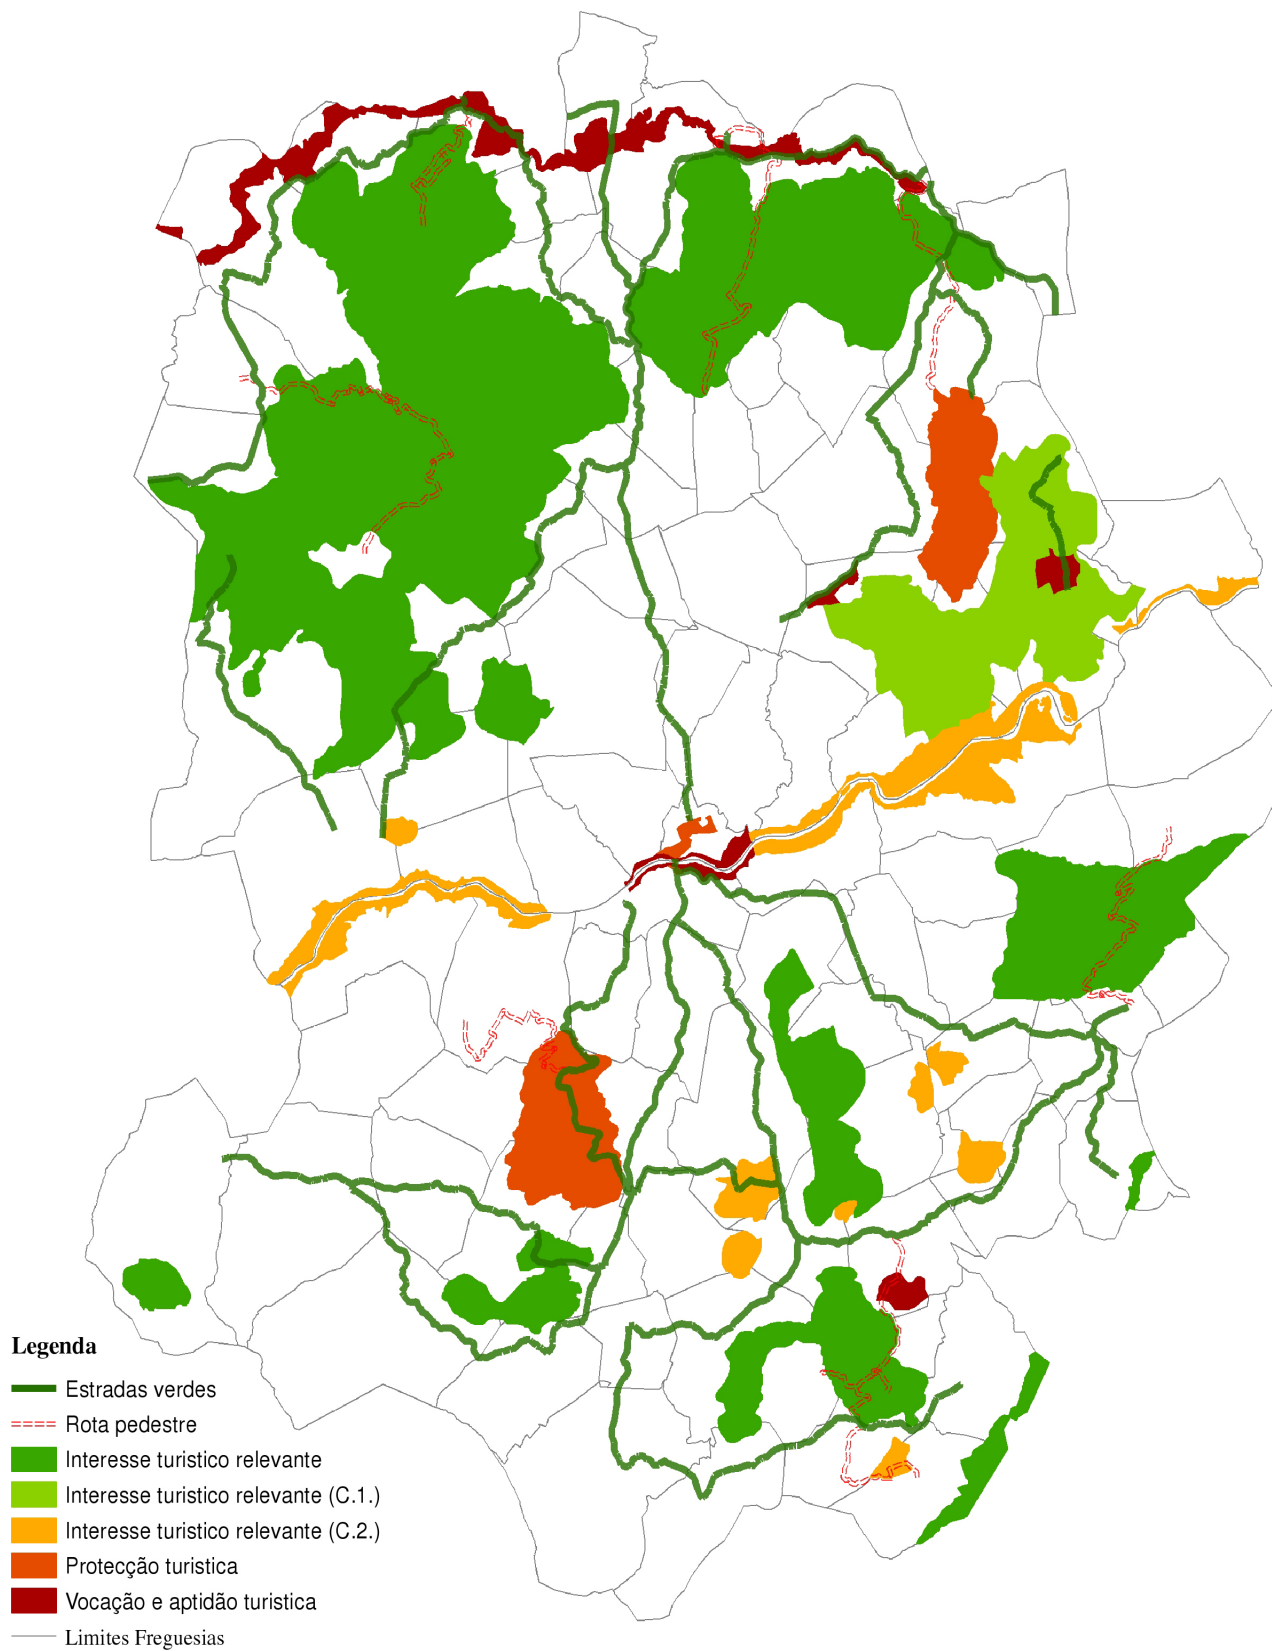 Legenda
Estradas verdes
Rota pedestre
Interesse turistico relevante
Interesse turistico relevante (C.1.)
Interesse turistico relevante (C.2.)
Protecção turistica
Vocação e aptidão turistica
Limites Freguesias